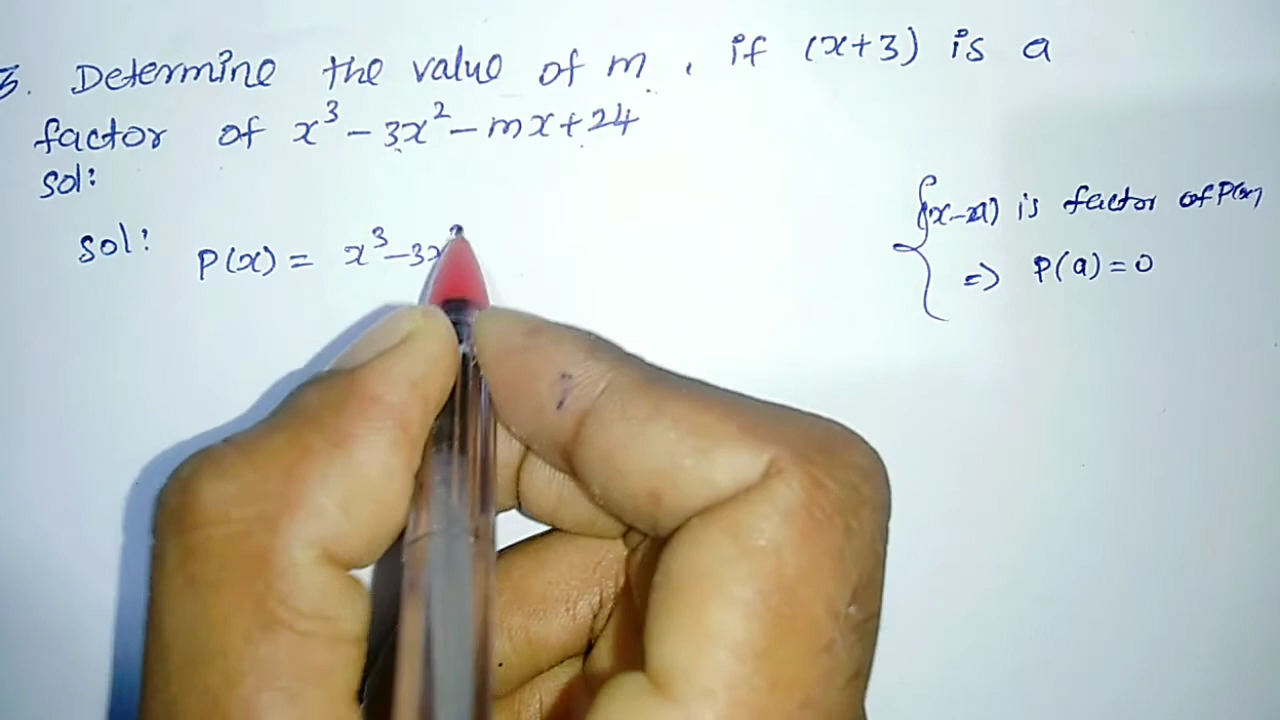 3. Determine the value of m, if (x+3) is a
factor of x³ - 3x² - mx + 24
sol:
sol: P(x) = x³ - 3x²
(x-a) is factor of P(x)
=> P(a) = 0